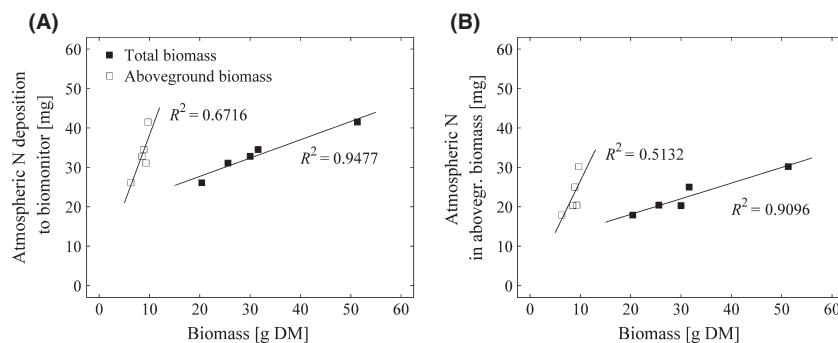 (A)
60
50
40
30
20
10
0
0 10 20 30 40 50 60
Atmospheric N deposition
to biomonitor [mg]
Biomass [g DM]
■ Total biomass
□ Aboveground biomass
R² = 0.6716
R² = 0.9477
(B)
60
50
40
30
20
10
0
0 10 20 30 40 50 60
Atmospheric N
in abovegr. biomass [mg]
Biomass [g DM]
R² = 0.5132
R² = 0.9096